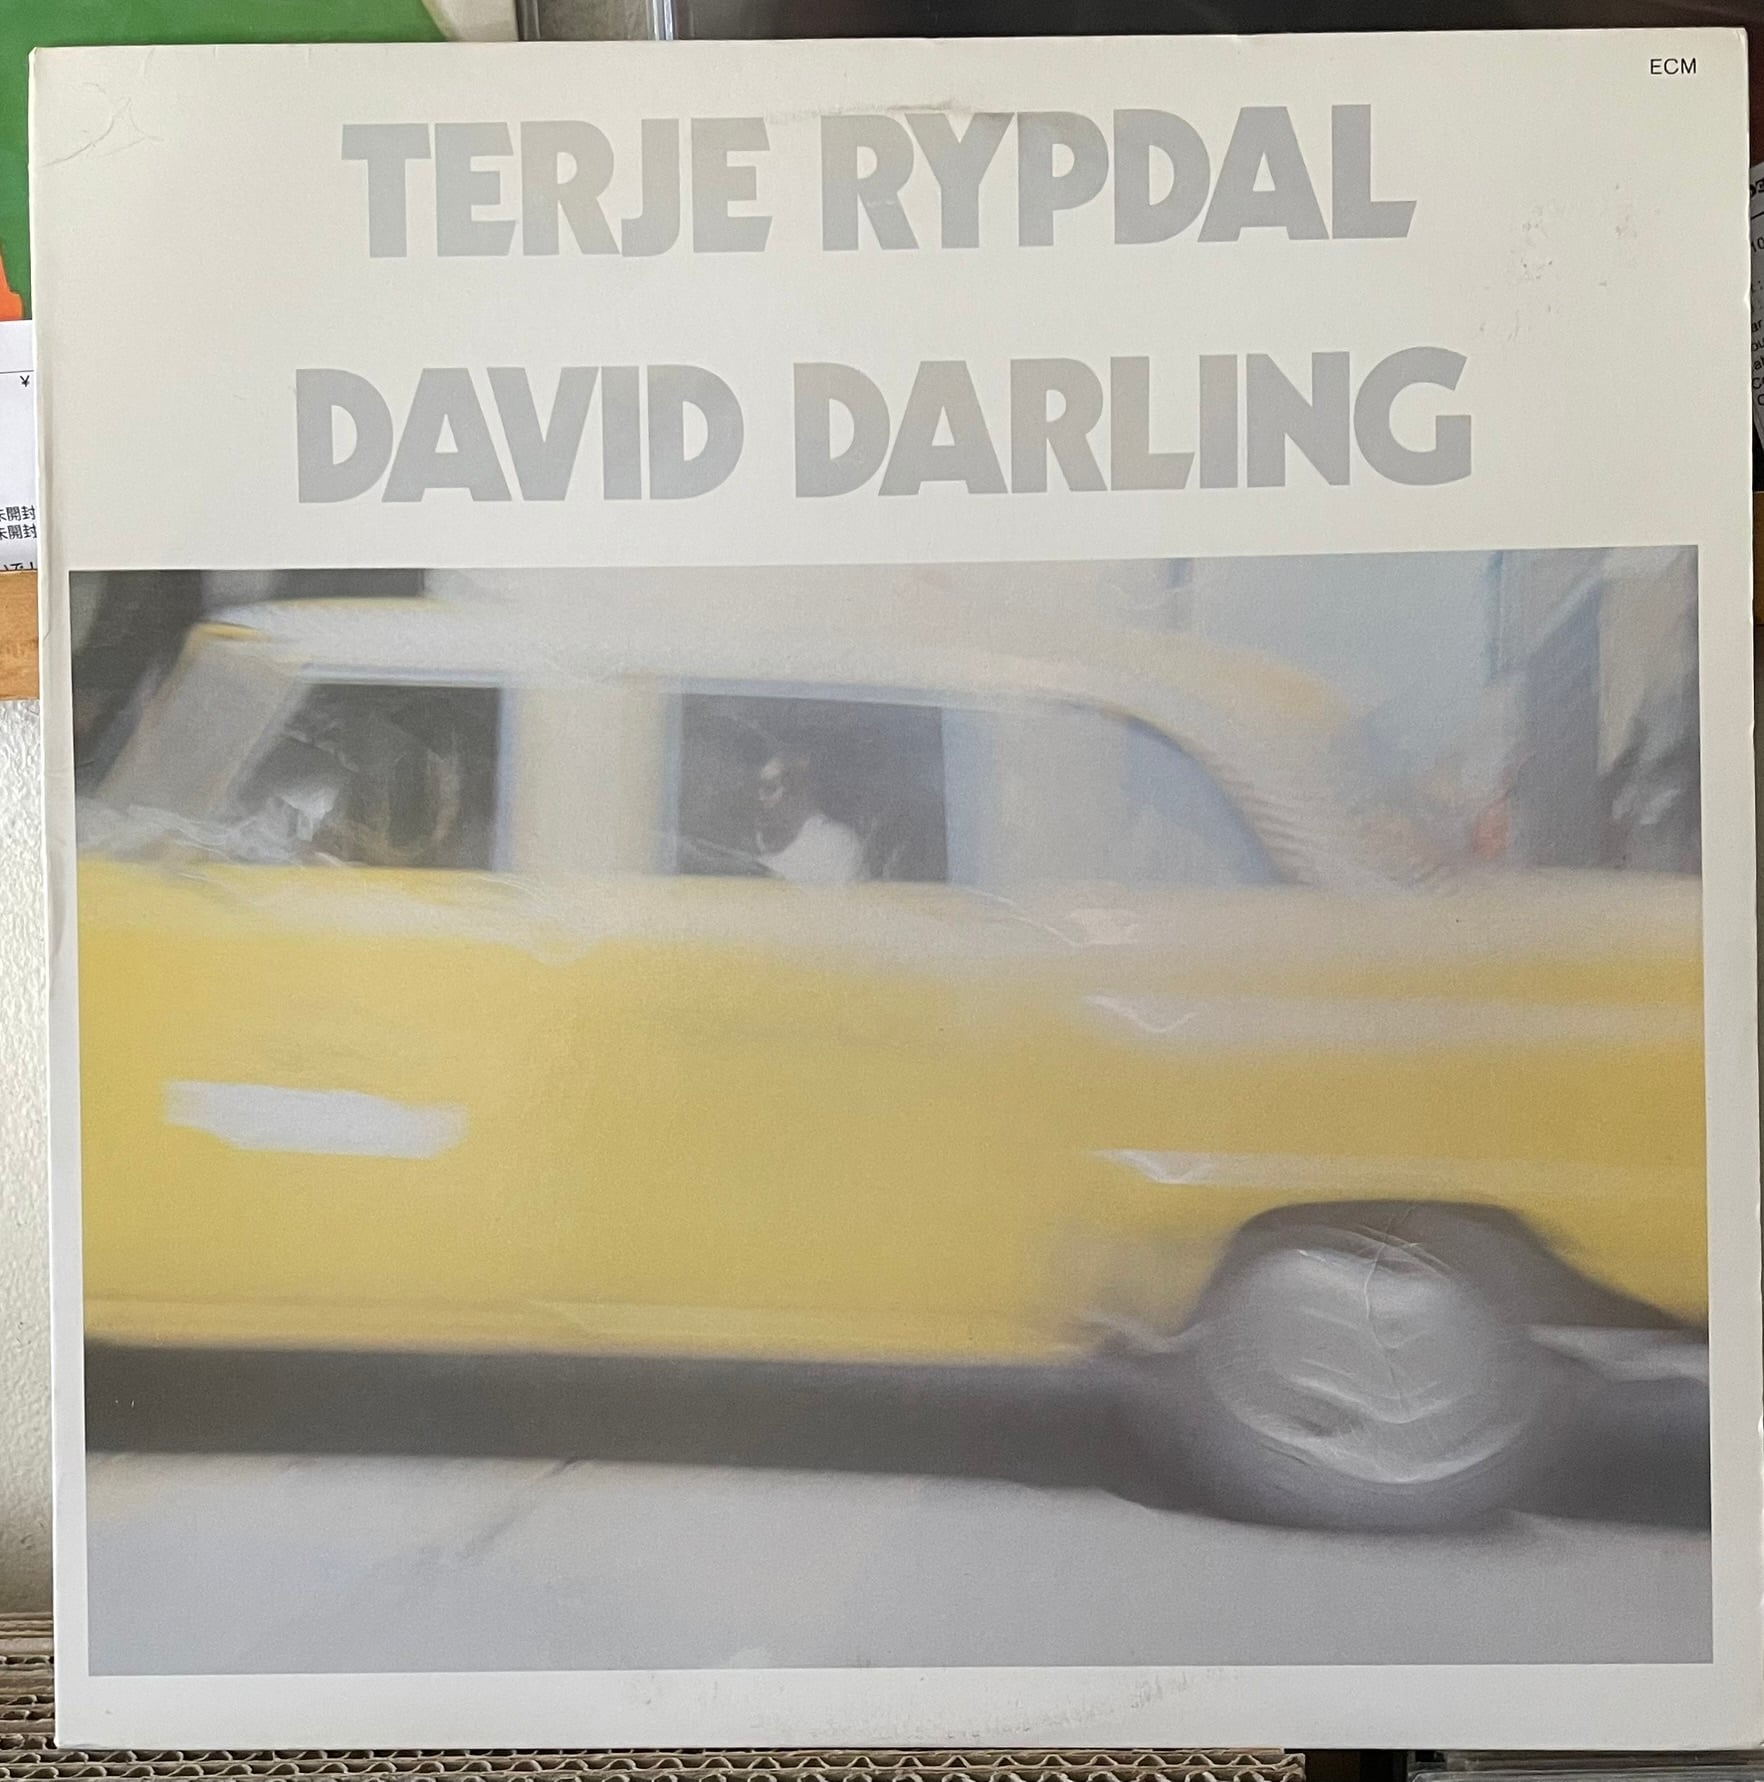 ECM
TERJE RYPDAL
DAVID DARLING
¥
未開封
未開封